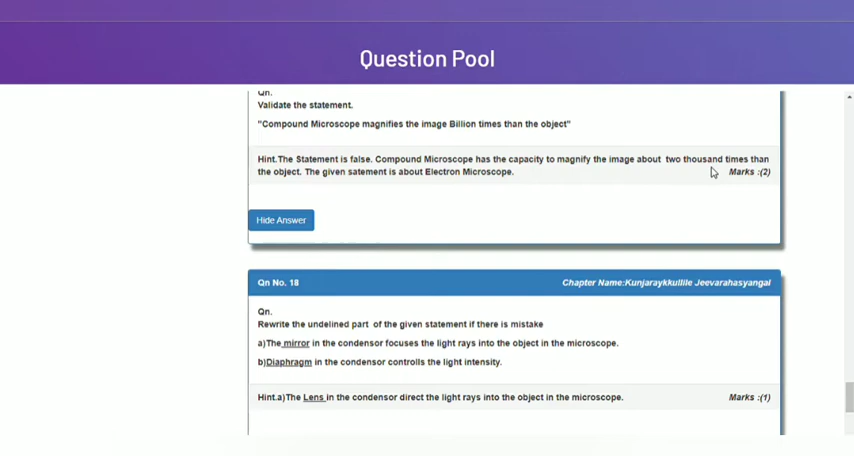 Question Pool
Qn.
Validate the statement.
"Compound Microscope magnifies the image Billion times than the object"
Hint.The Statement is false. Compound Microscope has the capacity to magnify the image about two thousand times than
the object. The given satement is about Electron Microscope.
Marks :(2)
Hide Answer
Qn No. 18
Chapter Name:Kunjaraykkullile Jeevarahasyangal
Qn.
Rewrite the undelined part of the given statement if there is mistake
a)The mirror in the condensor focuses the light rays into the object in the microscope.
b)Diaphragm in the condensor controlls the light intensity.
Hint.a)The Lens in the condensor direct the light rays into the object in the microscope.
Marks :(1)